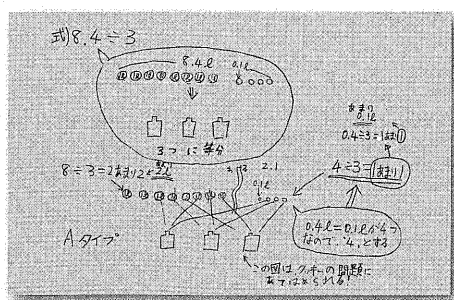 式) 8.4÷3
8.4ℓ
0.1ℓ
3つに等分
8÷3=2あまり2
2.1
0.1ℓ
あまり
0.1ℓ
0.4÷3=1あまり1
4÷3=1あまり1
0.4ℓ=0.1ℓが4つ
なので、"4"とする
Aタイプ
この図はクッキーの問題に
あてはめられる!